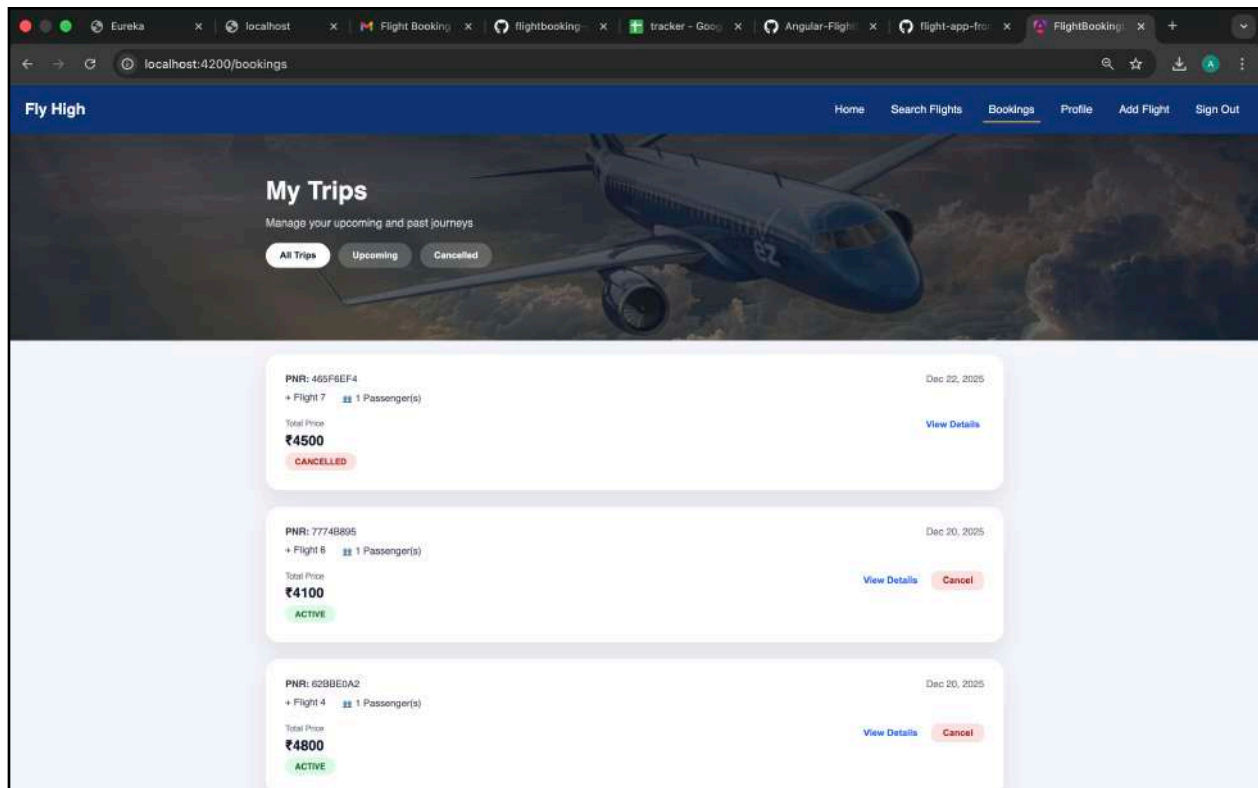 Eureka localhost Flight Booking flightbooking- tracker - Goog Angular-Flight flight-app-fro FlightBooking
localhost:4200/bookings
A
Fly High Home Search Flights Bookings Profile Add Flight Sign Out
My Trips
Manage your upcoming and past journeys
All Trips Upcoming Cancelled
ez
PNR: 465F6EF4 Dec 22, 2025
Flight 7 1 Passenger(s)
Total Price View Details
₹4500
CANCELLED
PNR: 7774B895 Dec 20, 2025
Flight 6 1 Passenger(s)
Total Price View Details Cancel
₹4100
ACTIVE
PNR: 62BBE0A2 Dec 20, 2025
Flight 4 1 Passenger(s)
Total Price View Details Cancel
₹4800
ACTIVE